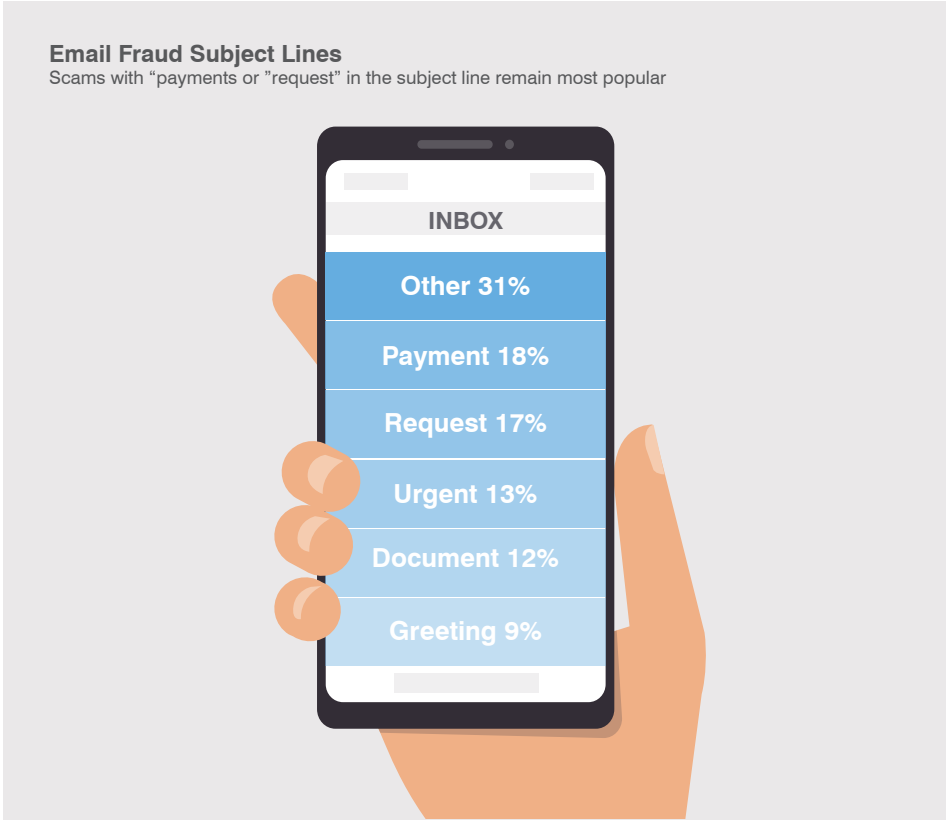 Email Fraud Subject Lines
Scams with “payments or ”request” in the subject line remain most popular
INBOX
Other 31%
Payment 18%
Request 17%
Urgent 13%
Document 12%
Greeting 9%